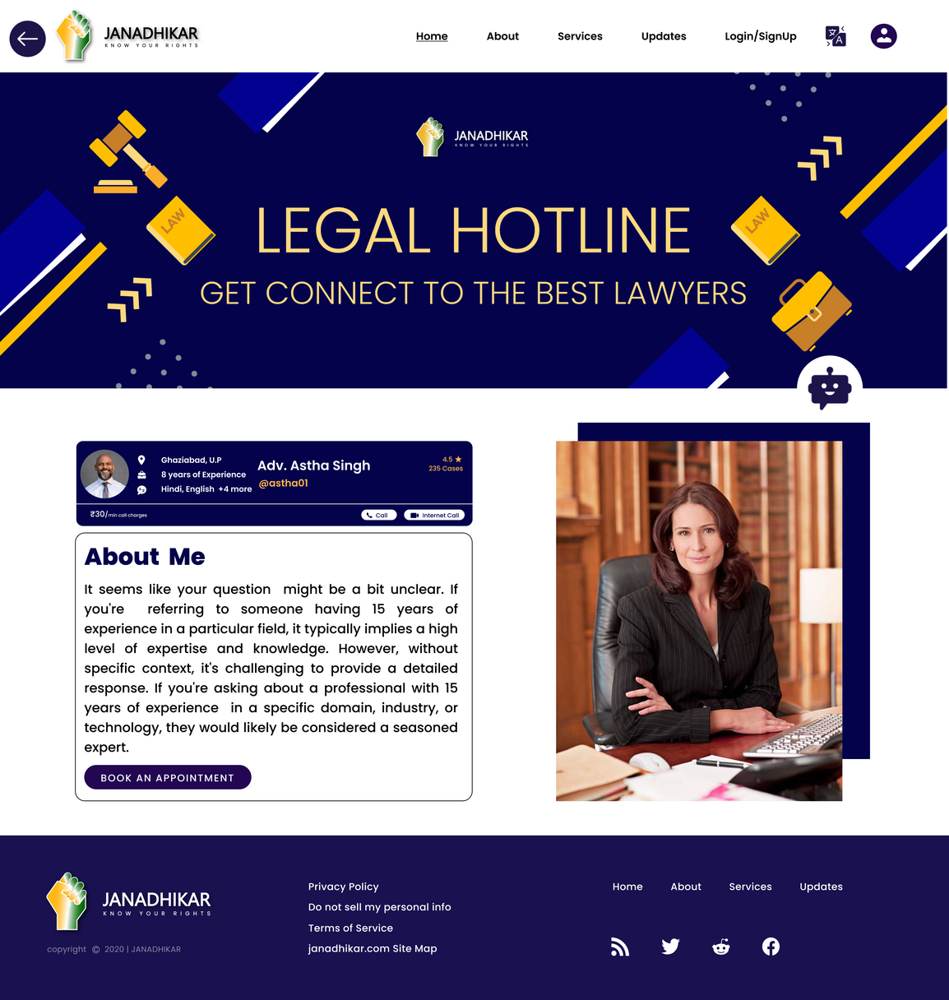 JANADHIKAR
KNOW YOUR RIGHTS
Home About Services Updates Login/SignUp
A
JANADHIKAR
KNOW YOUR RIGHTS
LAW
LAW
LEGAL HOTLINE
GET CONNECT TO THE BEST LAWYERS
Ghaziabad, U.P
8 years of Experience
Hindi, English +4 more
Adv. Astha Singh
@astha01
4.5 ★
235 Cases
₹30/min call charges
Call
Internet Call
About Me
It seems like your question might be a bit unclear. If
you're referring to someone having 15 years of
experience in a particular field, it typically implies a high
level of expertise and knowledge. However, without
specific context, it's challenging to provide a detailed
response. If you're asking about a professional with 15
years of experience in a specific domain, industry, or
technology, they would likely be considered a seasoned
expert.
BOOK AN APPOINTMENT
JANADHIKAR
KNOW YOUR RIGHTS
copyright © 2020 | JANADHIKAR
Privacy Policy
Do not sell my personal info
Terms of Service
janadhikar.com Site Map
Home About Services Updates